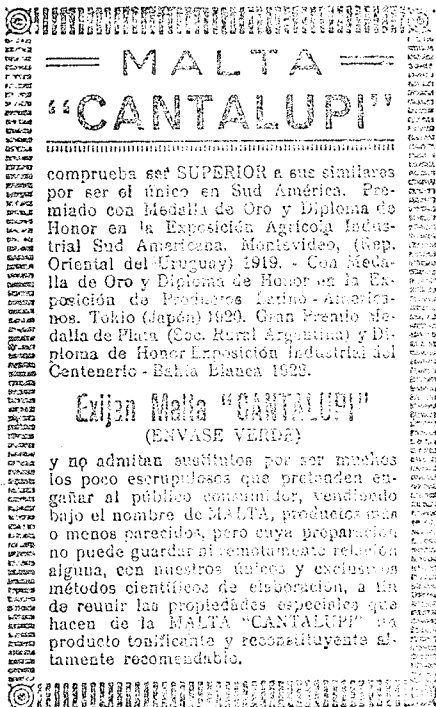 MALTA
"CANTALUPI"
comprueba ser SUPERIOR a sus similares
por ser el único en Sud América. Pre-
miado con Medalla de Oro y Diploma de
Honor en la Exposición Agrícola Indus-
trial Sud Americana. Montevideo, (Rep.
Oriental del Uruguay) 1919. - Con Meda-
lla de Oro y Diploma de Honor en la Ex-
posición de Productos Latino-America-
nos. Tokio (Japón) 1920. Gran Premio Me-
dalla de Plata (Soc. Rural Argentina) y Di-
ploma de Honor Exposición Industrial del
Centenario - Bahía Blanca 1928.
Exijan Malta "CANTALUPI"
(ENVASE VERDE)
y no admitan sustitutos por ser muchos
los poco escrupulosos que pretenden en-
gañar al público consumidor, vendiendo
bajo el nombre de MALTA, productos más
o menos parecidos, pero cuya preparación
no puede guardar ni remotamente relación
alguna, con nuestros únicos y exclusivos
métodos científicos de elaboración, a fin
de reunir las propiedades especiales que
hacen de la MALTA "CANTALUPI" un
producto tonificante y reconstituyente al-
tamente recomendable.